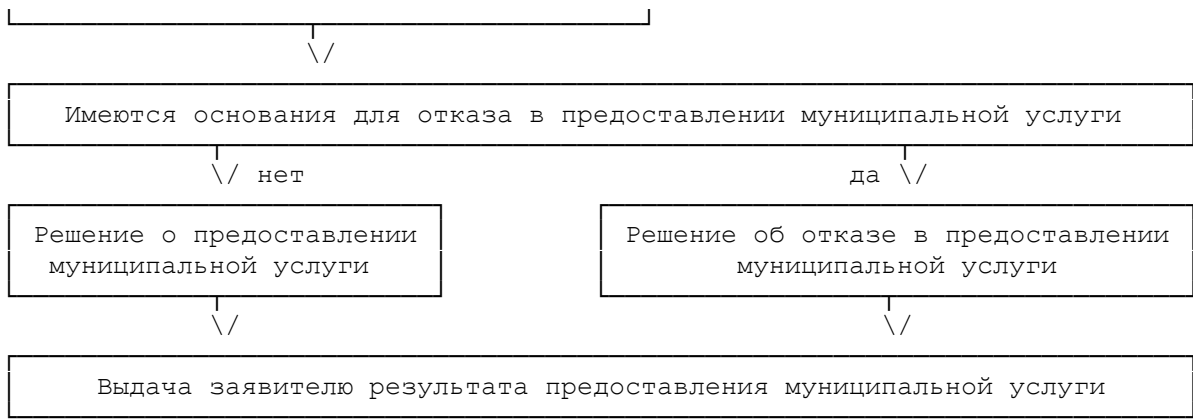 Имеются основания для отказа в предоставлении муниципальной услуги
\/ нет да \/
Решение о предоставлении
муниципальной услуги
Решение об отказе в предоставлении
муниципальной услуги
Выдача заявителю результата предоставления муниципальной услуги